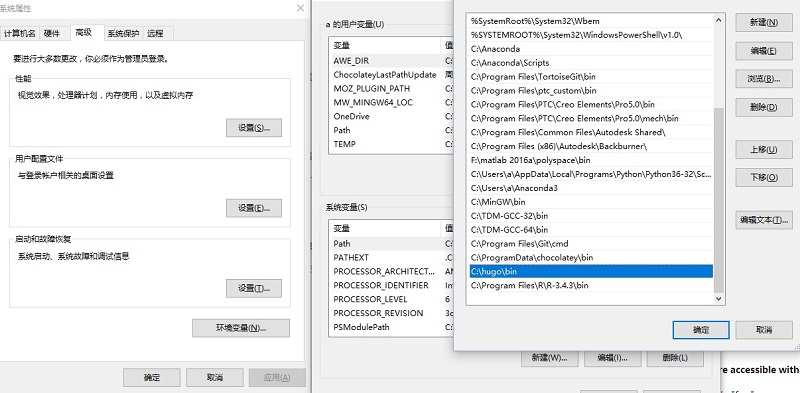 系统属性
计算机名
硬件
高级
系统保护
远程
要进行大多数更改，你必须作为管理员登录。
性能
视觉效果，处理器计划，内存使用，以及虚拟内存
设置(S)...
用户配置文件
与登录帐户相关的桌面设置
设置(E)...
启动和故障恢复
系统启动、系统故障和调试信息
设置(T)...
环境变量(N)...
确定
取消
应用(A)
a 的用户变量(U)
变量
值
AWE_DIR
C:
ChocolateyLastPathUpdate
周
MOZ_PLUGIN_PATH
C:
MW_MINGW64_LOC
C:
OneDrive
C:
Path
C:
TEMP
C:
系统变量(S)
变量
值
Path
C:
PATHEXT
.C
PROCESSOR_ARCHITECT...
AM
PROCESSOR_IDENTIFIER
Int
PROCESSOR_LEVEL
6
PROCESSOR_REVISION
3c
PSModulePath
C:
新建(W)...
编辑(I)...
删除(L)
%SystemRoot%\System32\Wbem
%SYSTEMROOT%\System32\WindowsPowerShell\v1.0\
C:\Anaconda
C:\Anaconda\Scripts
C:\Program Files\TortoiseGit\bin
C:\Program Files\ptc_custom\bin
C:\Program Files\PTC\Creo Elements\Pro5.0\bin
C:\Program Files\PTC\Creo Elements\Pro5.0\mech\bin
C:\Program Files\Common Files\Autodesk Shared\
C:\Program Files (x86)\Autodesk\Backburner\
F:\matlab 2016a\polyspace\bin
C:\Users\a\AppData\Local\Programs\Python\Python36-32\Sc...
C:\Users\a\Anaconda3
C:\MinGW\bin
C:\TDM-GCC-32\bin
C:\TDM-GCC-64\bin
C:\Program Files\Git\cmd
C:\ProgramData\chocolatey\bin
C:\hugo\bin
C:\Program Files\R\R-3.4.3\bin
新建(N)
编辑(E)
浏览(B)...
删除(D)
上移(U)
下移(O)
编辑文本(T)...
确定
取消
re accessible with